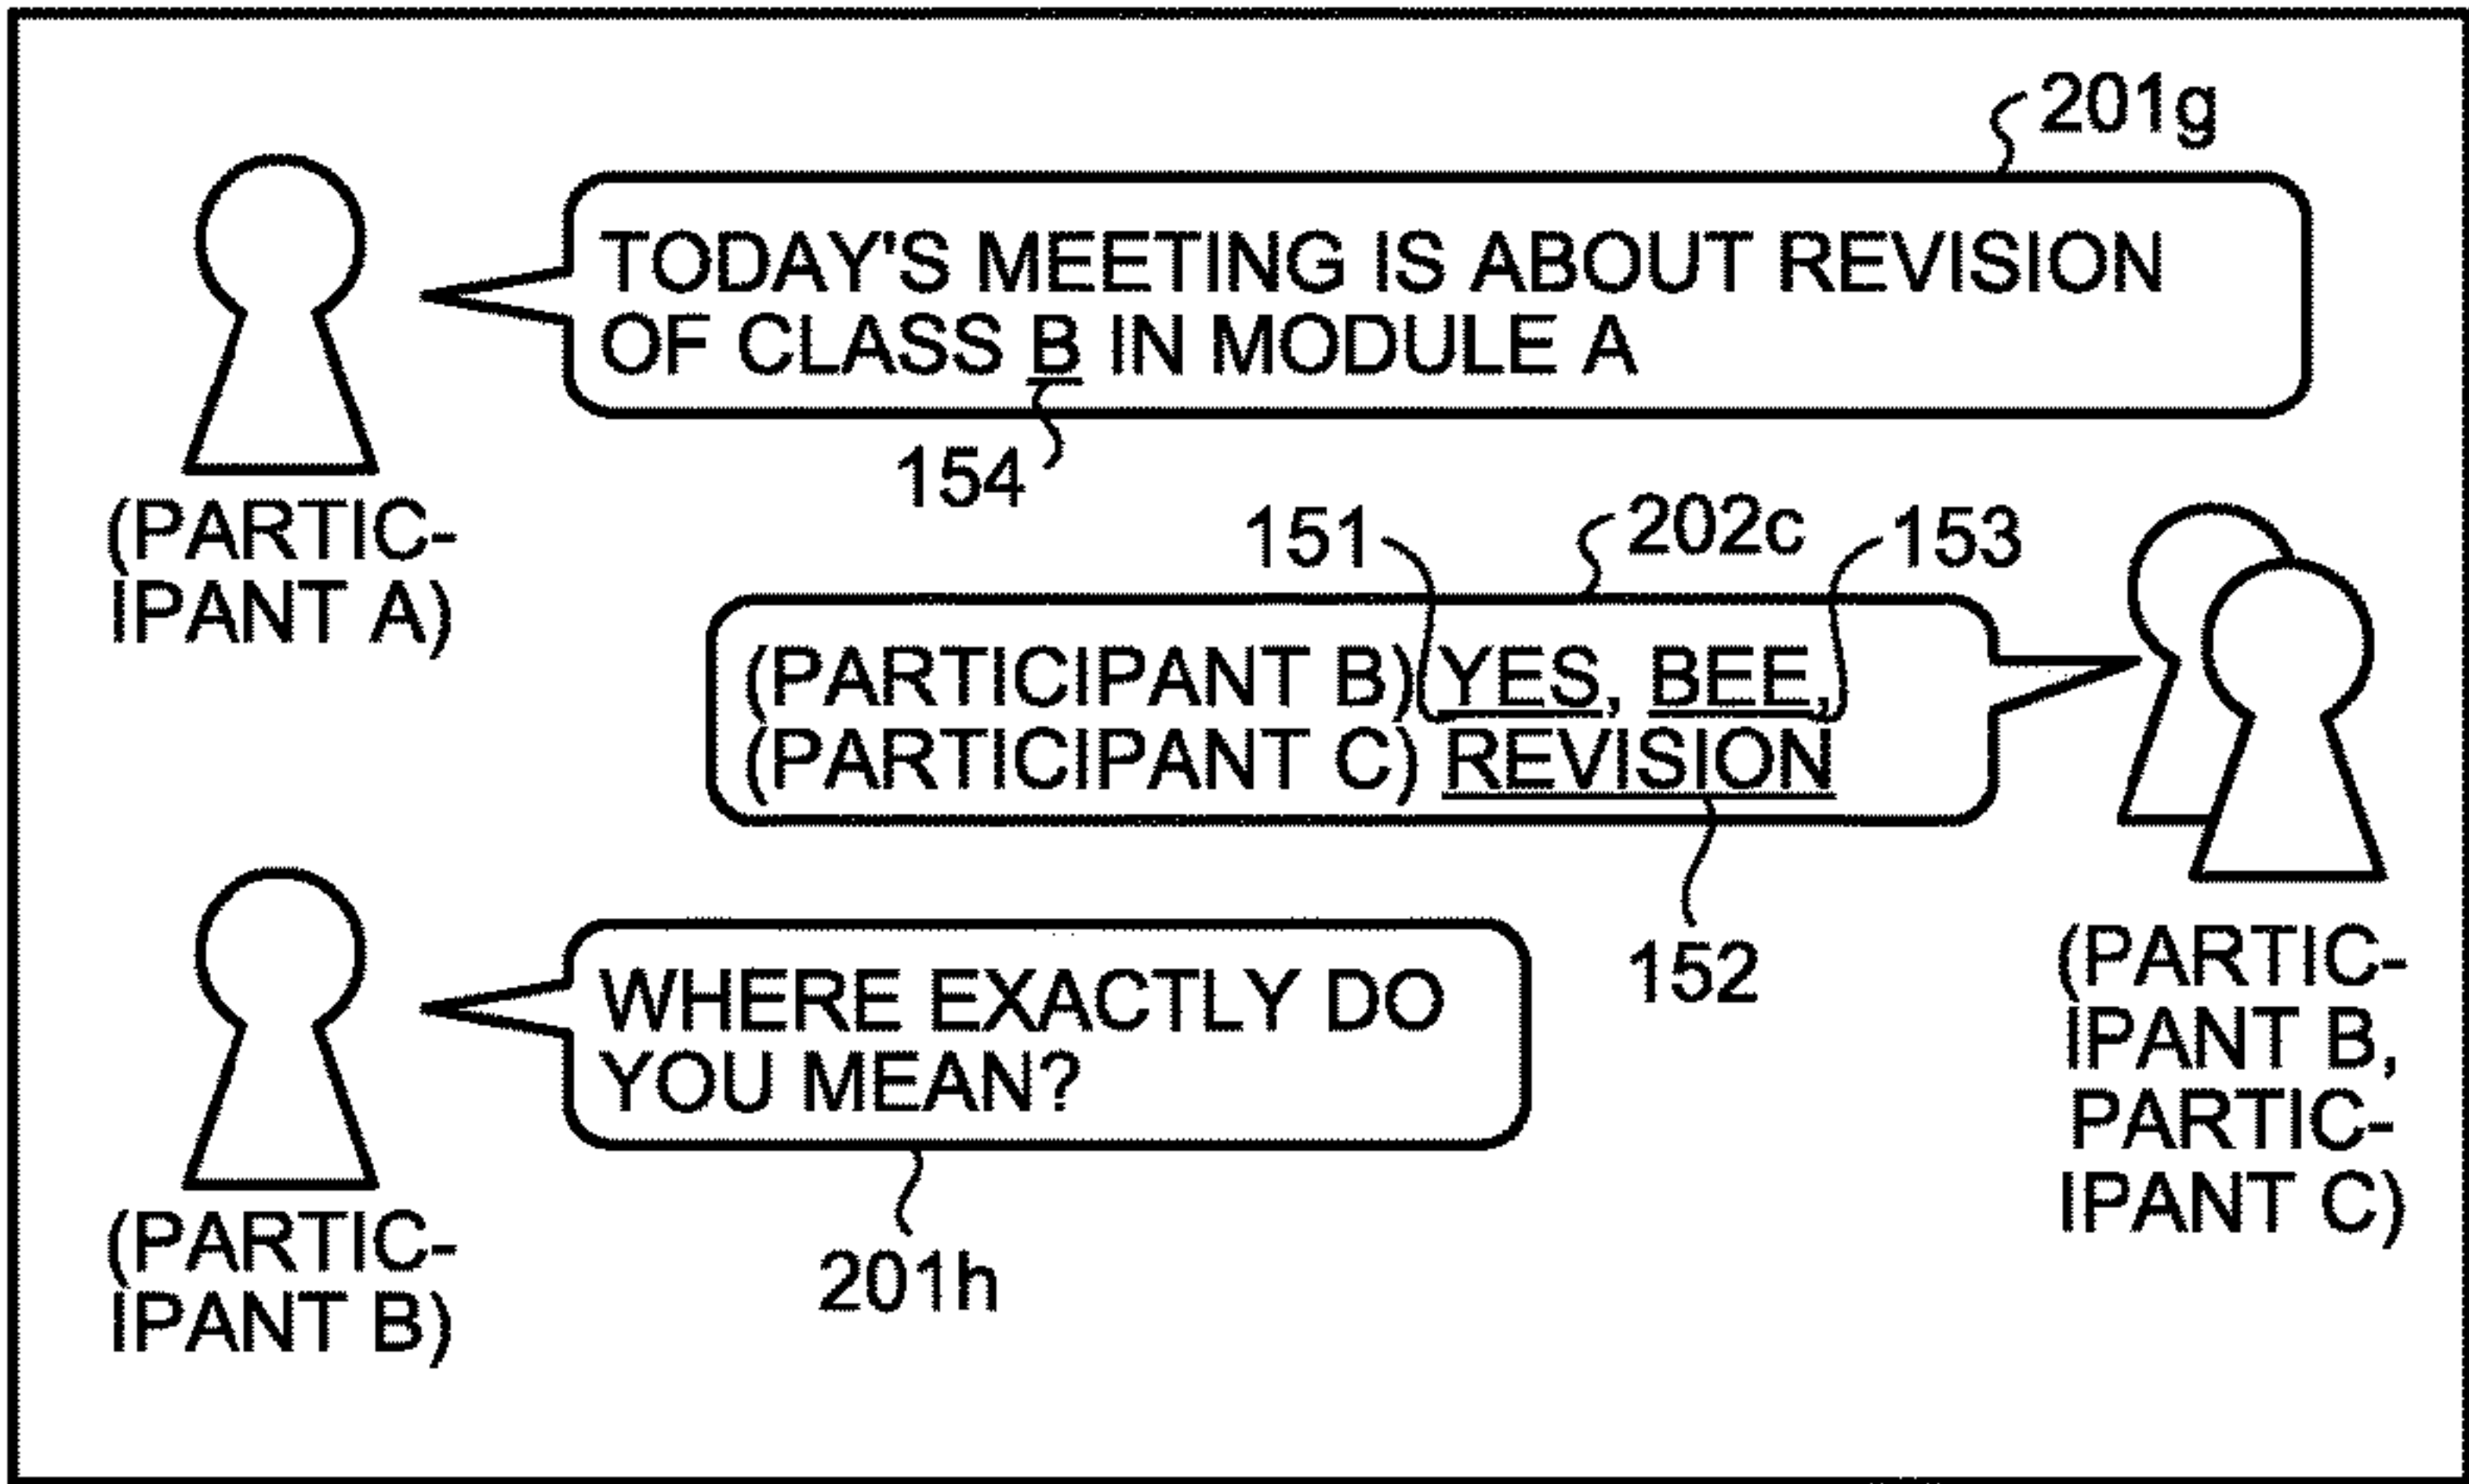 201g
TODAY'S MEETING IS ABOUT REVISION
OF CLASS B IN MODULE A
154
(PARTIC-
IPANT A)
151
202c
153
(PARTICIPANT B) YES, BEE,
(PARTICIPANT C) REVISION
152
(PARTIC-
IPANT B,
PARTIC-
IPANT C)
WHERE EXACTLY DO
YOU MEAN?
201h
(PARTIC-
IPANT B)